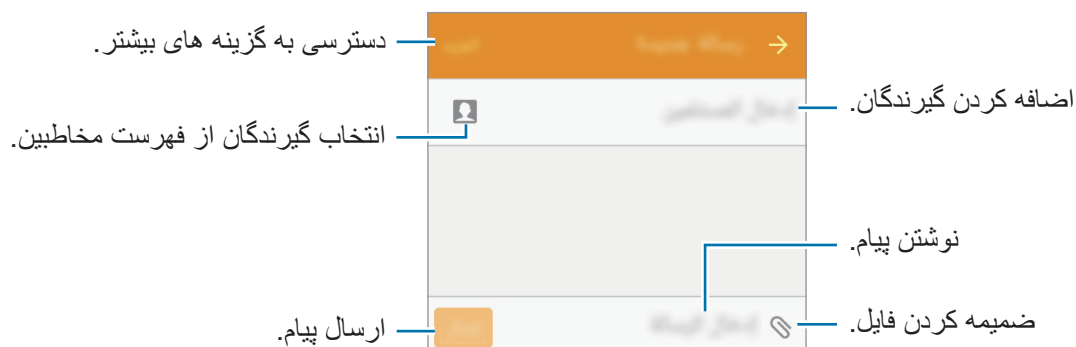 دسترسی به گزینه های بیشتر.
اضافه کردن گیرندگان.
انتخاب گیرندگان از فهرست مخاطبین.
نوشتن پیام.
ضمیمه کردن فایل.
ارسال پیام.